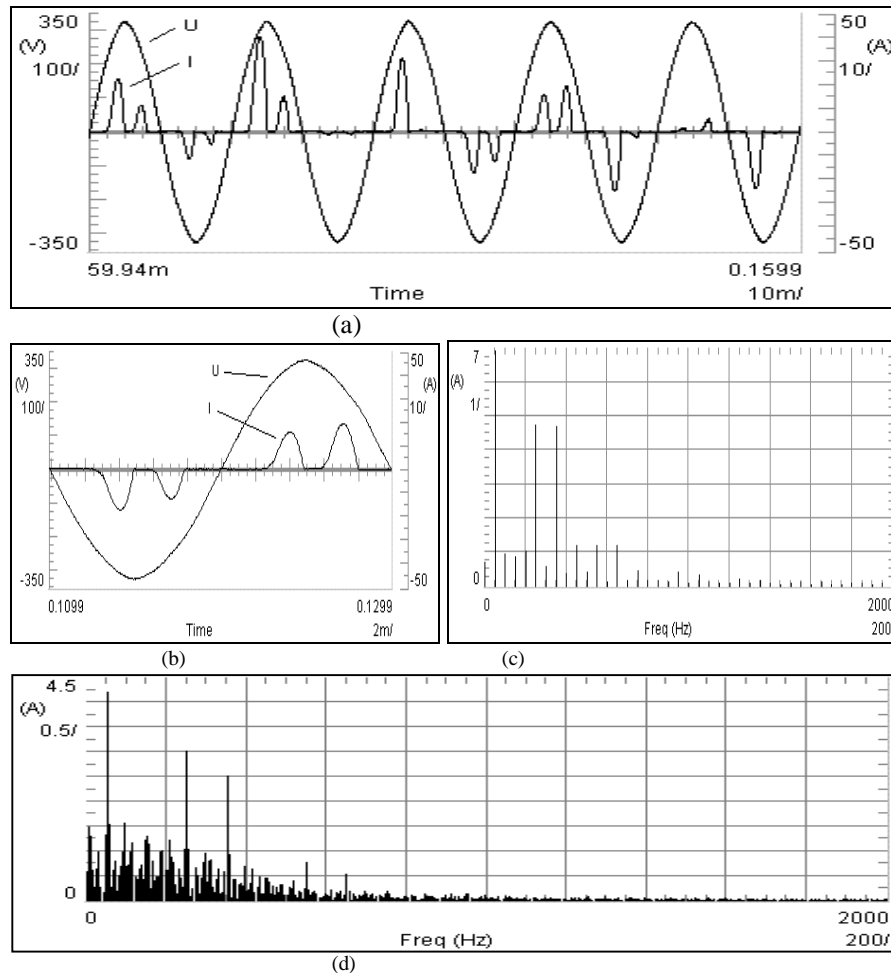 350
(V)
100/
-350
U
I
50
(A)
10/
-50
59.94m
0.1599
Time
10m/
(a)
350
(V)
100/
-350
U
I
50
(A)
10/
-50
0.1099
0.1299
Time
2m/
(b)
7
(A)
1/
0
0
2000
Freq (Hz)
200/
(c)
4.5
(A)
0.5/
0
0
2000
Freq (Hz)
200/
(d)